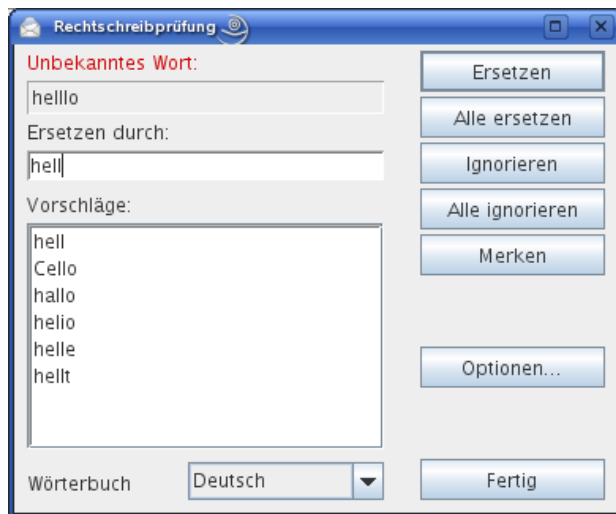 Rechtschreibprüfung
Unbekanntes Wort:
helllo
Ersetzen durch:
hell
Vorschläge:
hell
Cello
hallo
helio
helle
hellt
Wörterbuch
Deutsch
Ersetzen
Alle ersetzen
Ignorieren
Alle ignorieren
Merken
Optionen...
Fertig